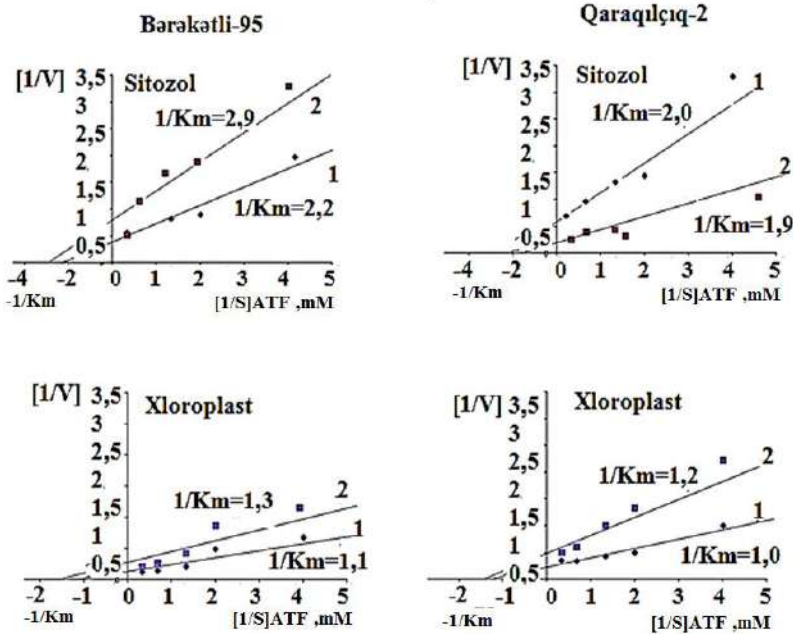 Bərəkətli-95
[1/V]
3,5
3
2,5
2
1,5
1
0,5
Sitozol
1/Km=2,9
2
1
1/Km=2,2
-4 -2 0 1 2 3 4 5
-1/Km
[1/S]ATF ,mM
Qaraqılçıq-2
[1/V]
3,5
3
2,5
2
1,5
1
0,5
Sitozol
1/Km=2,0
1
2
1/Km=1,9
-4 -2 0 1 2 3 4 5
-1/Km
[1/S]ATF ,mM
[1/V]
3,5
3
2,5
2
1,5
1
0,5
Xloroplast
1/Km=1,3
2
1
1/Km=1,1
-2 -1 0 2 4
-1/Km
[1/S]ATF ,mM
[1/V]
3,5
3
2,5
2
1,5
1
0,5
Xloroplast
1/Km=1,2
2
1
1/Km=1,0
-2 -1 0 1 2 3 4 5
-1/Km
[1/S]ATF ,mM